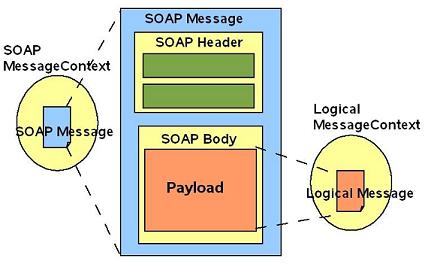 SOAP Message
SOAP Header
SOAP
MessageContext
SOAP Message
SOAP Body
Payload
Logical
MessageContext
Logical Message